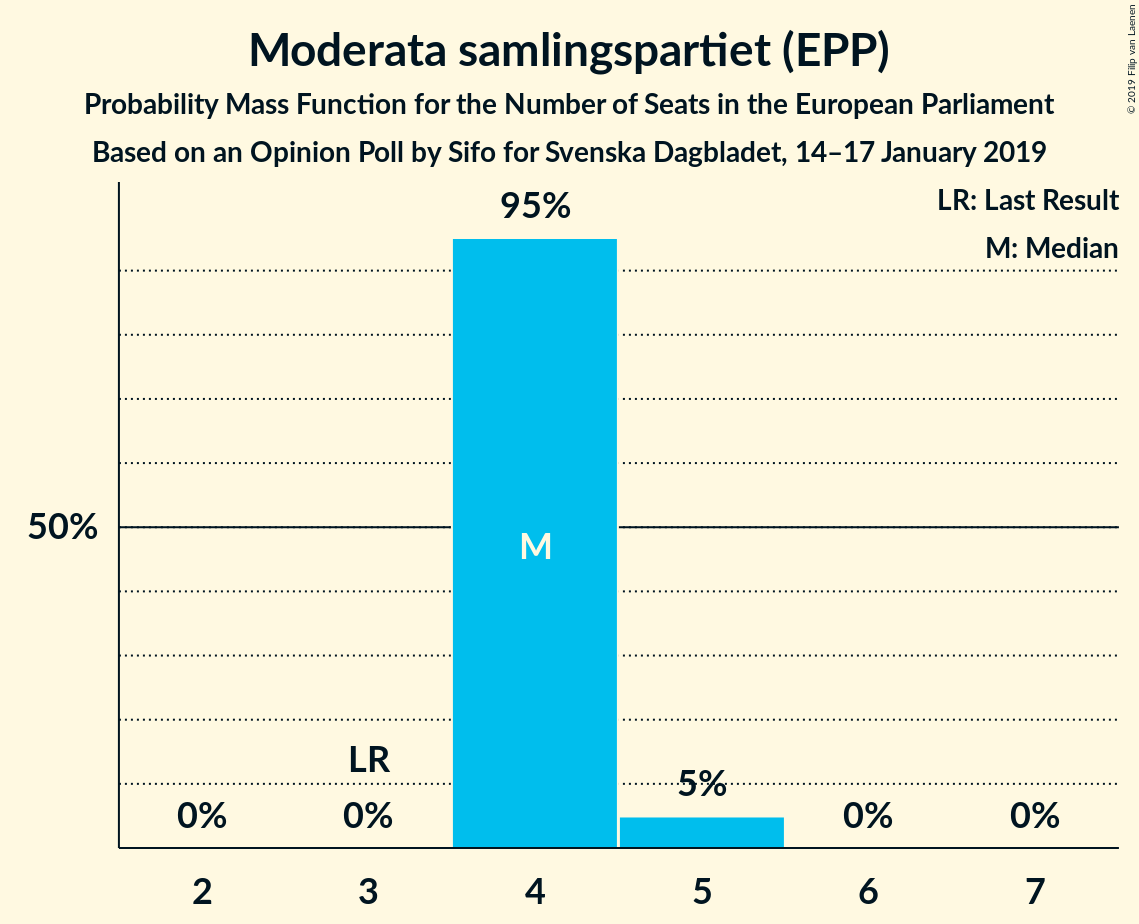 Moderata samlingspartiet (EPP)
Probability Mass Function for the Number of Seats in the European Parliament
Based on an Opinion Poll by Sifo for Svenska Dagbladet, 14–17 January 2019
© 2019 Filip van Laenen
LR: Last Result
M: Median
95%
50%
M
LR
5%
0% 0% 0% 0%
2 3 4 5 6 7